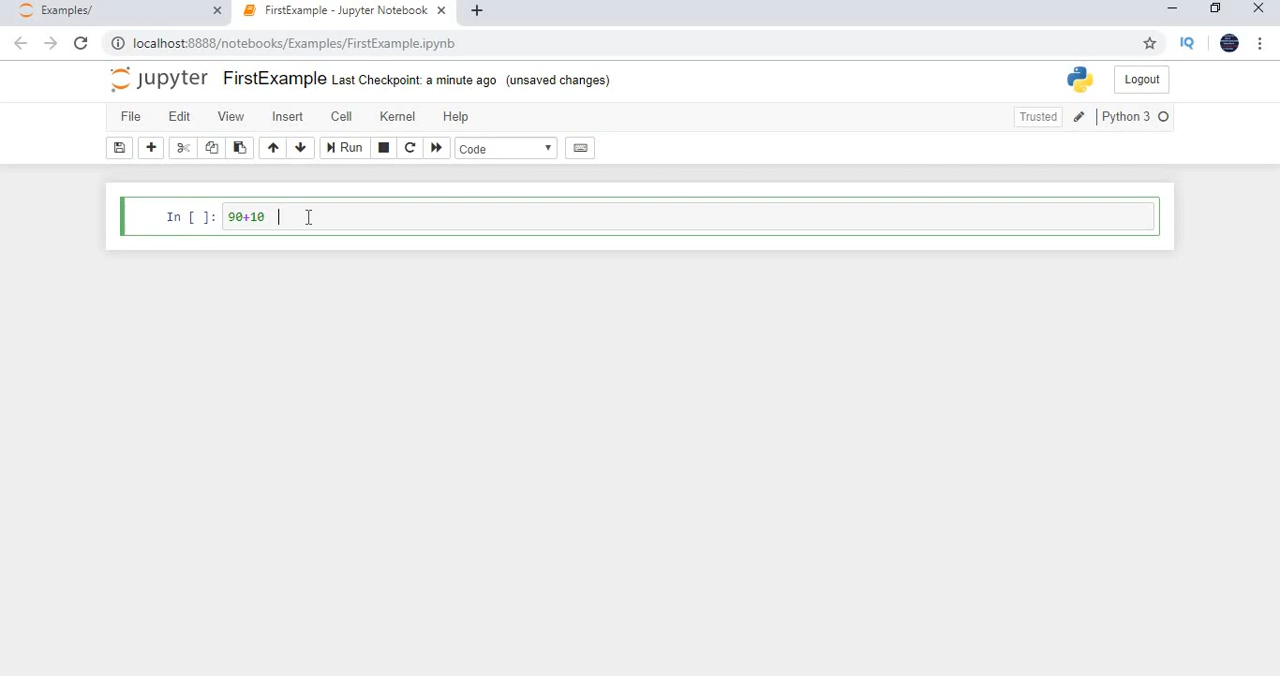 Examples/
FirstExample - Jupyter Notebook
localhost:8888/notebooks/Examples/FirstExample.ipynb
IQ
jupyter FirstExample Last Checkpoint: a minute ago (unsaved changes)
Logout
File Edit View Insert Cell Kernel Help
Trusted
Python 3
Run
Code
In [ ]: 90+10